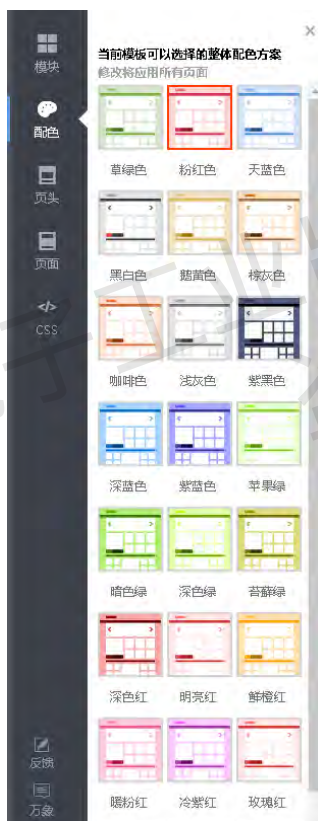 模块
配色
页头
页面
CSS
反馈
万象
当前模板可以选择的整体配色方案
修改将应用所有页面
草绿色 粉红色 天蓝色
黑白色 鹅黄色 棕灰色
咖啡色 浅灰色 紫黑色
深蓝色 紫蓝色 苹果绿
暗色绿 深色绿 苔藓绿
深色红 明亮红 鲜橙红
暖粉红 冷紫红 玫瑰红